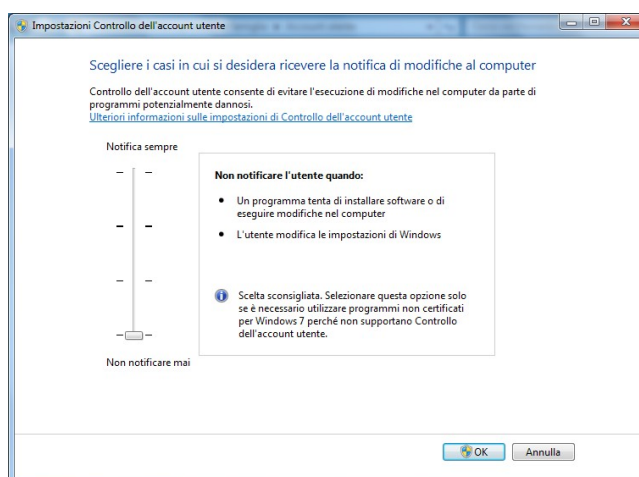 Impostazioni Controllo dell'account utente
Scegliere i casi in cui si desidera ricevere la notifica di modifiche al computer
Controllo dell'account utente consente di evitare l'esecuzione di modifiche nel computer da parte di
programmi potenzialmente dannosi.
Ulteriori informazioni sulle impostazioni di Controllo dell'account utente
Notifica sempre
Non notificare l'utente quando:
• Un programma tenta di installare software o di
eseguire modifiche nel computer
• L'utente modifica le impostazioni di Windows
Scelta sconsigliata. Selezionare questa opzione solo
se è necessario utilizzare programmi non certificati
per Windows 7 perché non supportano Controllo
dell'account utente.
Non notificare mai
OK
Annulla